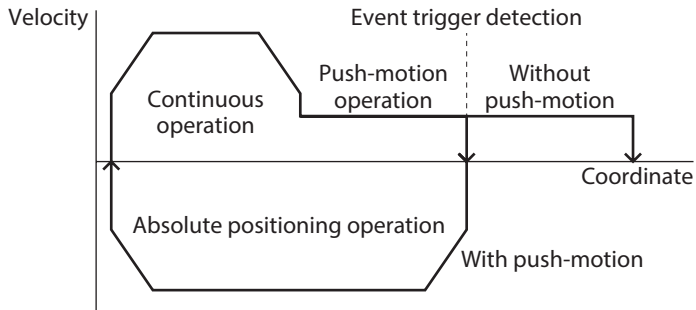 Velocity
Event trigger detection
Push-motion
operation
Without
push-motion
Continuous
operation
Coordinate
Absolute positioning operation
With push-motion